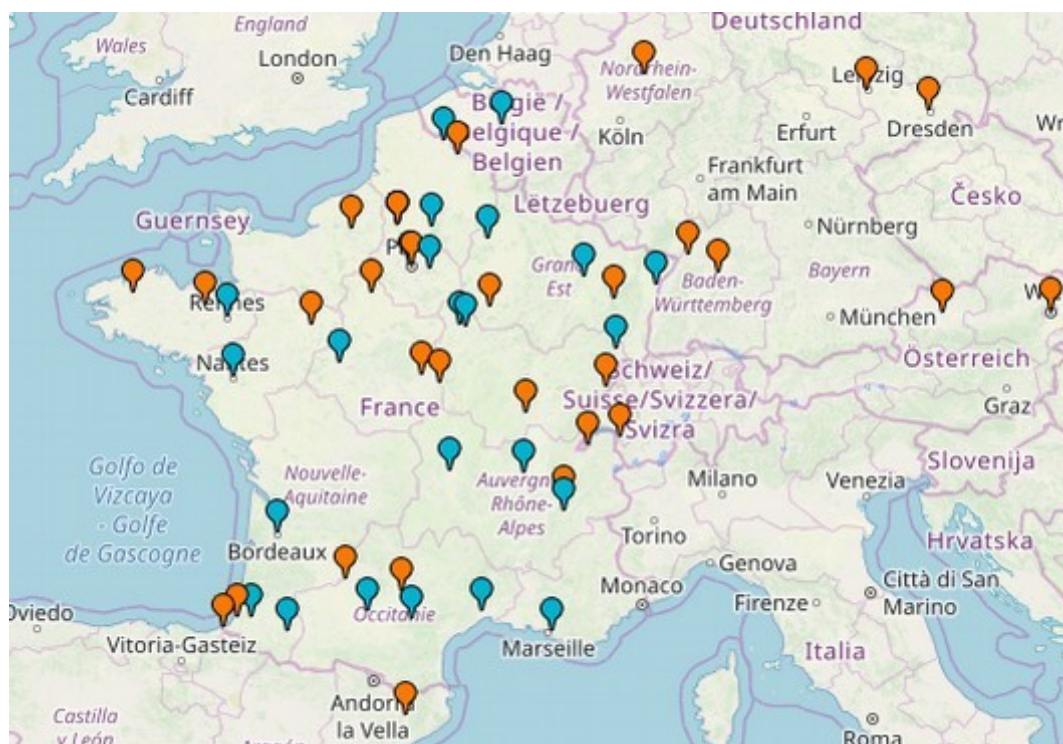 England
Deutschland
Wales
London
Den Haag
Nordrhein-
Westfalen
Leipzig
Cardiff
België /
Belgique /
Belgien
Köln
Erfurt
Dresden
Frankfurt
am Main
Česko
Guernsey
Lëtzebuerg
Nürnberg
Grand
Est
Baden-
Württemberg
Bayern
Rennes
München
Nantes
Österreich
France
Schweiz/
Suisse/Svizzera/
Svizra
Graz
Golfo de
Vizcaya
- Golfe
de Gascogne
Nouvelle-
Aquitaine
Auvergne
Rhône-
Alpes
Milano
Venezia
Slovenija
Torino
Bordeaux
Hrvatska
Genova
Monaco
Città di San
Marino
Firenze
Oviedo
Occitanie
Vitoria-Gasteiz
Marseille
Italia
Andorra
la Vella
Castilla
y León
Roma